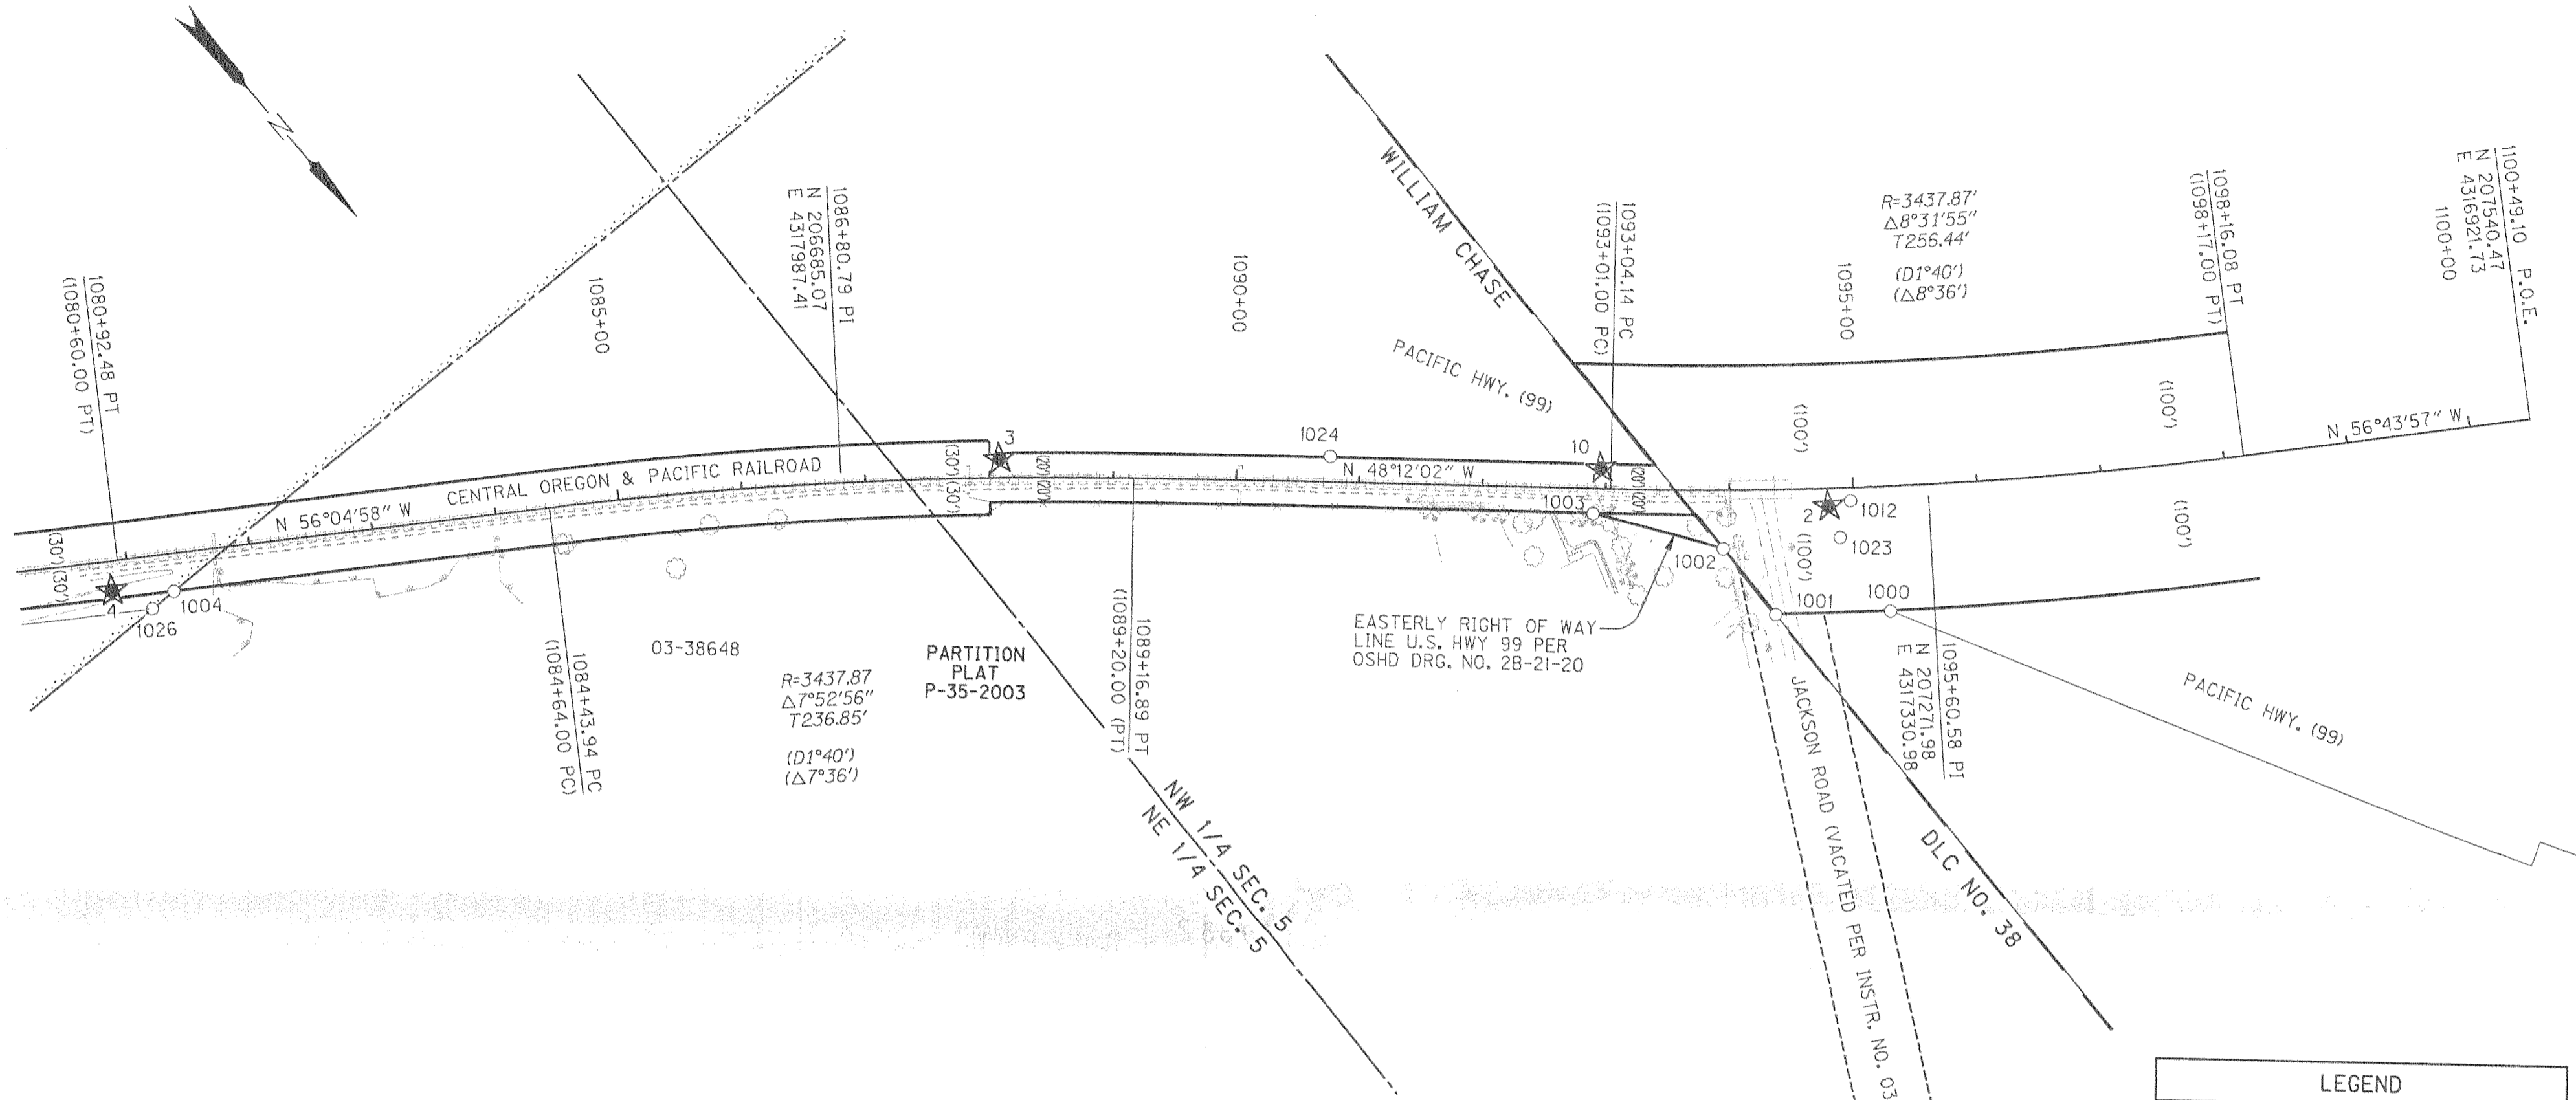 N
1080+92.48 PT
(1080+60.00 PT)
1085+00
1086+80.79 PI
N 206685.07
E 4317987.41
1090+00
WILLIAM CHASE
PACIFIC HWY. (99)
1093+04.14 PC
(1093+01.00 PC)
R=3437.87'
Δ8°31'55"
T256.44'
(D1°40')
(Δ8°36')
1095+00
1098+16.08 PT
(1098+17.00 PT)
1100+49.10 P.O.E.
N 207540.47
E 4316921.73
1100+00
(100')
(100')
N 56°43'57" W
3
1024
10
(30')
(30')
(20')
(20')
N 48°12'02" W
(20')
(20')
CENTRAL OREGON & PACIFIC RAILROAD
N 56°04'58" W
(30')
(30')
4
1004
1026
1003
1002
2
1012
1023
(100')
(100')
1001
1000
03-38648
1084+43.94 PC
(1084+64.00 PC)
R=3437.87
Δ7°52'56"
T236.85'
(D1°40')
(Δ7°36')
PARTITION
PLAT
P-35-2003
1089+16.89 PT
(1089+20.00 (PT)
EASTERLY RIGHT OF WAY
LINE U.S. HWY 99 PER
OSHD DRG. NO. 2B-21-20
1095+60.58 PI
N 207271.98
E 4317330.98
PACIFIC HWY. (99)
JACKSON ROAD (VACATED PER INSTR. NO. 03
DLC NO. 38
NW 1/4 SEC. 5
NE 1/4 SEC. 5
LEGEND